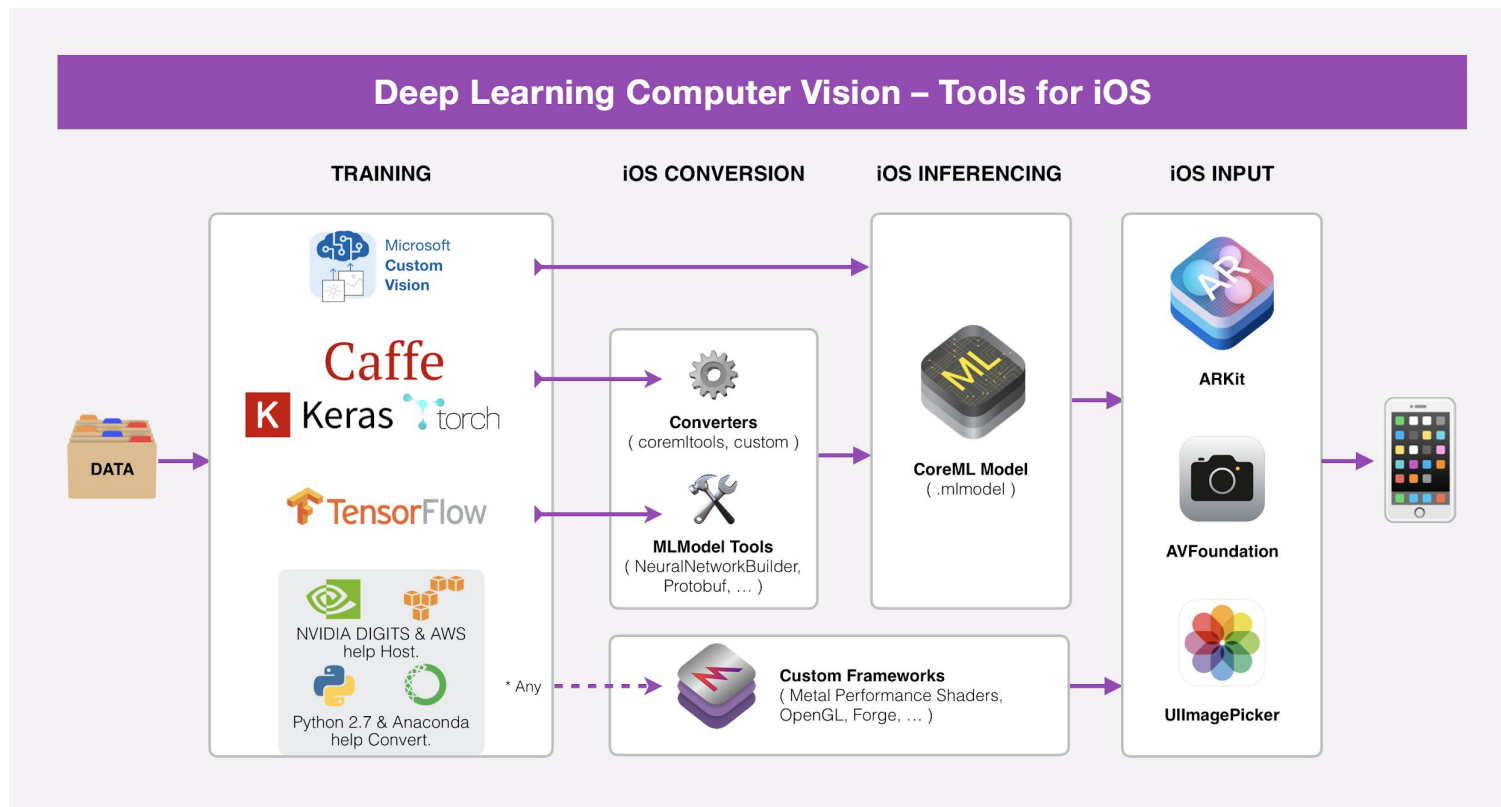 Deep Learning Computer Vision – Tools for iOS
TRAINING
iOS CONVERSION
iOS INFERENCING
iOS INPUT
DATA
Microsoft
Custom
Vision
Caffe
K Keras torch
TensorFlow
NVIDIA DIGITS & AWS
help Host.
Python 2.7 & Anaconda
help Convert.
* Any
Converters
( coremltools, custom )
MLModel Tools
( NeuralNetworkBuilder,
Protobuf, … )
Custom Frameworks
( Metal Performance Shaders,
OpenGL, Forge, … )
ML
CoreML Model
( .mlmodel )
AR
ARKit
AVFoundation
UIImagePicker